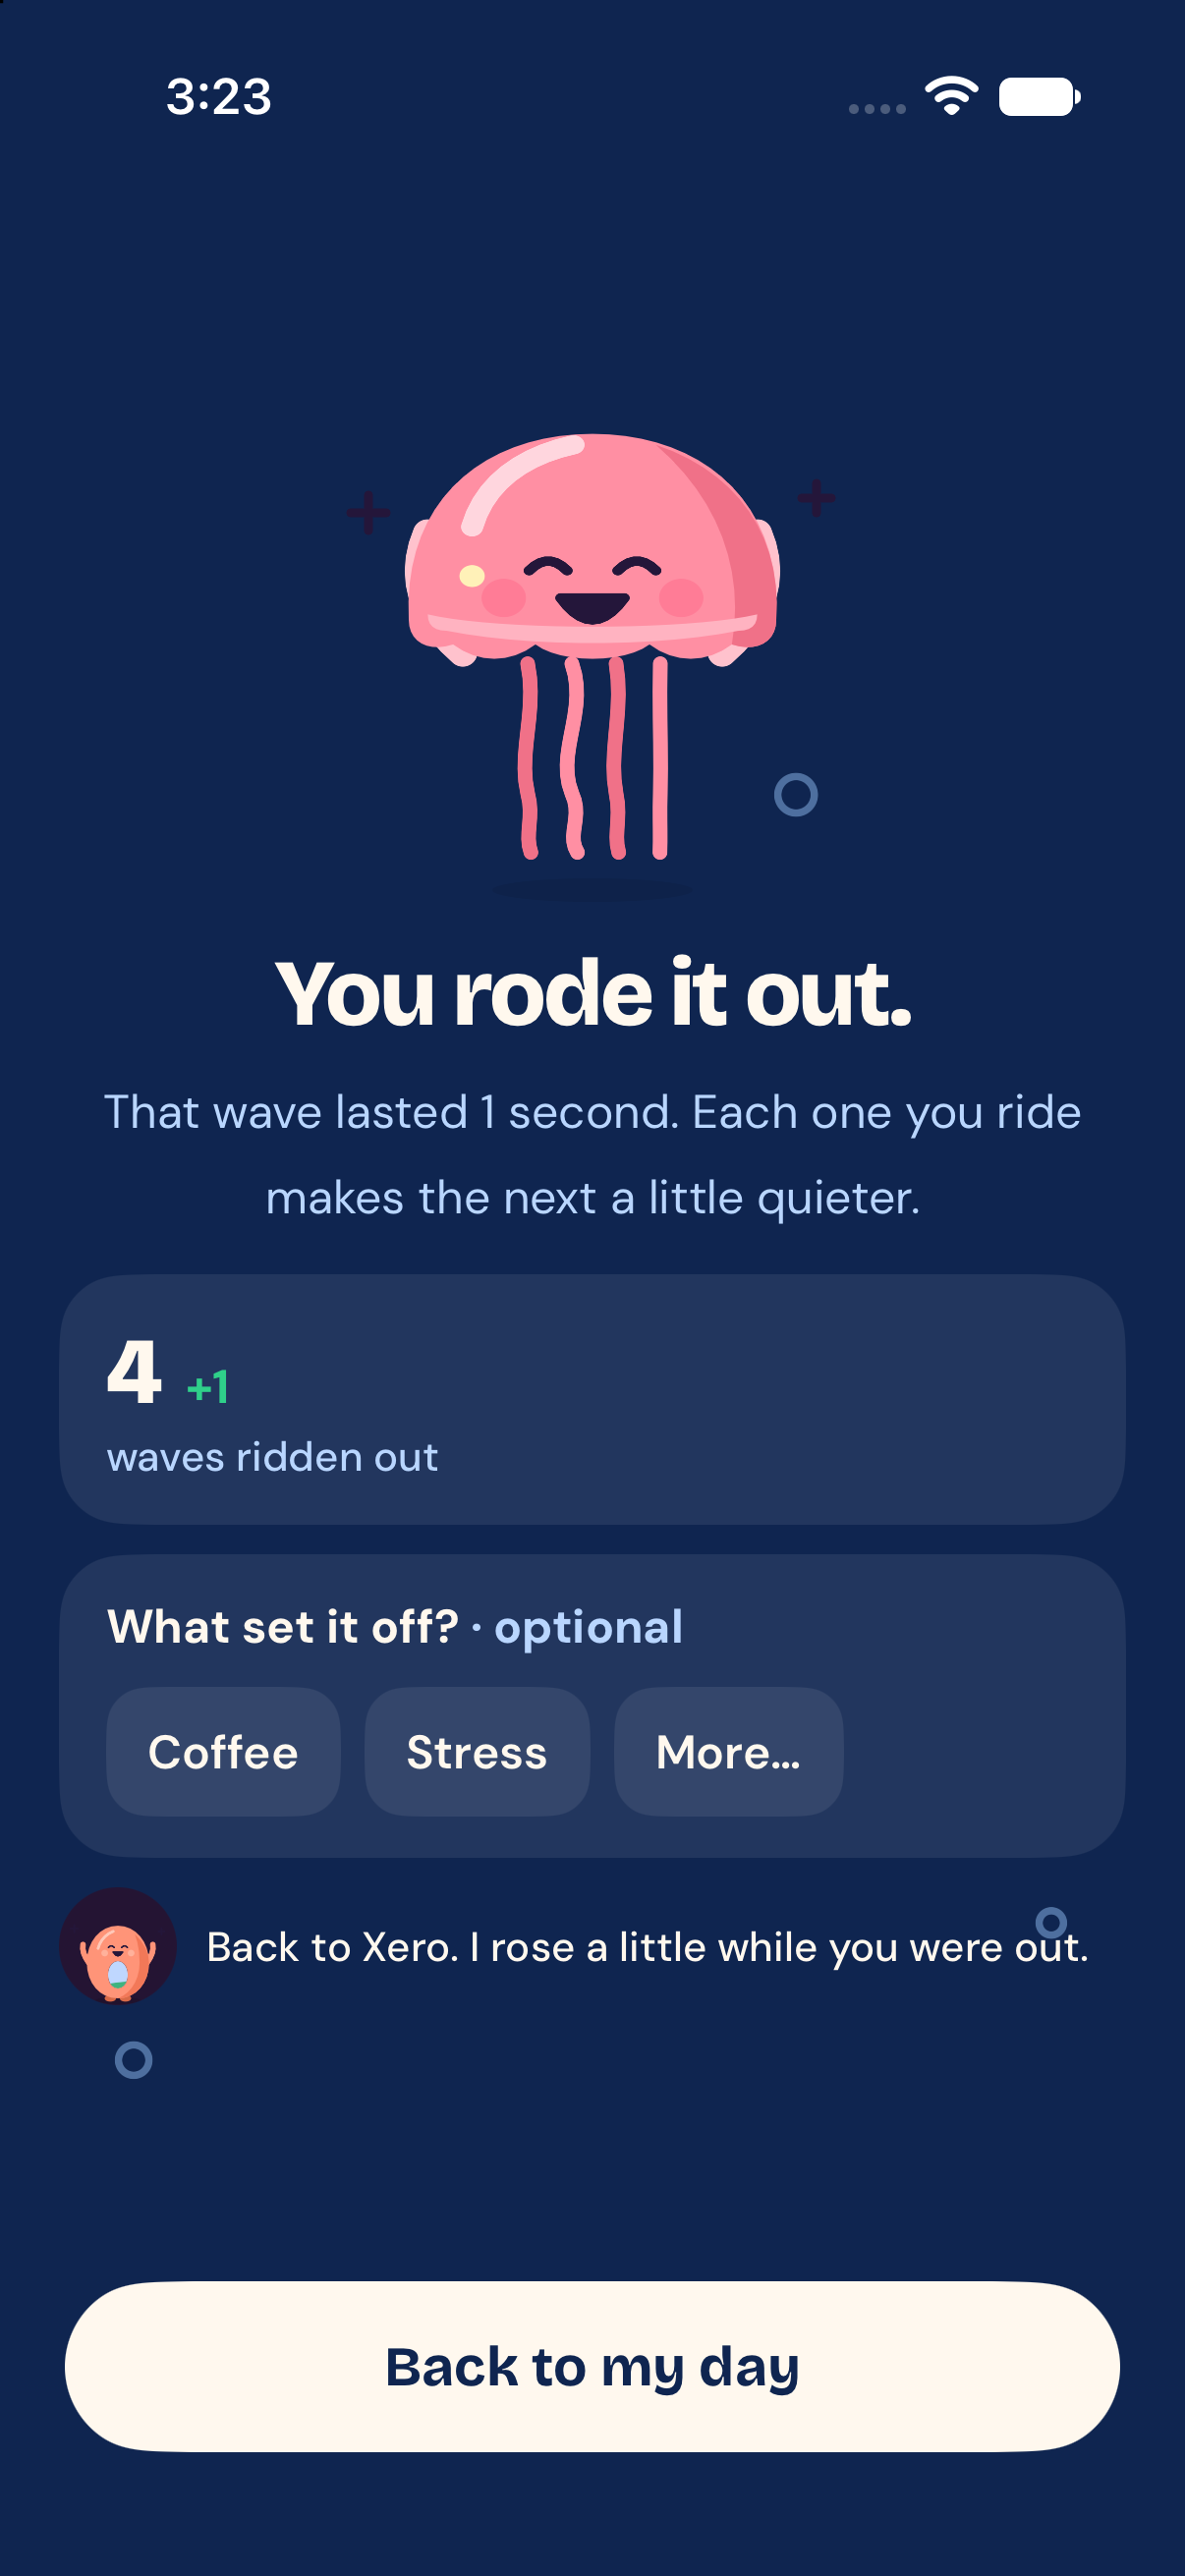 3:23
You rode it out.
That wave lasted 1 second. Each one you ride
makes the next a little quieter.
4 +1
waves ridden out
What set it off? · optional
Coffee Stress More...
Back to Xero. I rose a little while you were out.
Back to my day